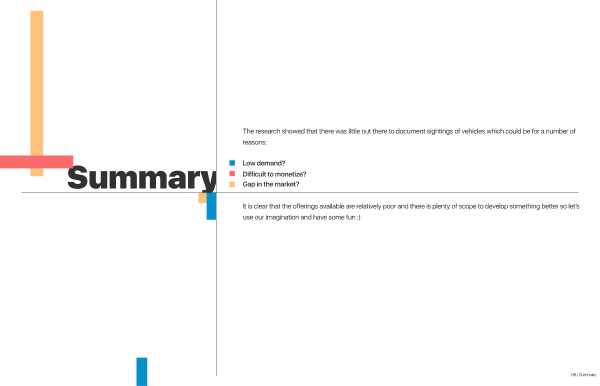 Summary
The research showed that there was little out there to document sightings of vehicles which could be for a number of
reasons:
Low demand?
Difficult to monetize?
Gap in the market?
It is clear that the offerings available are relatively poor and there is plenty of scope to develop something better so let's
use our imagination and have some fun :)
09 | Summary